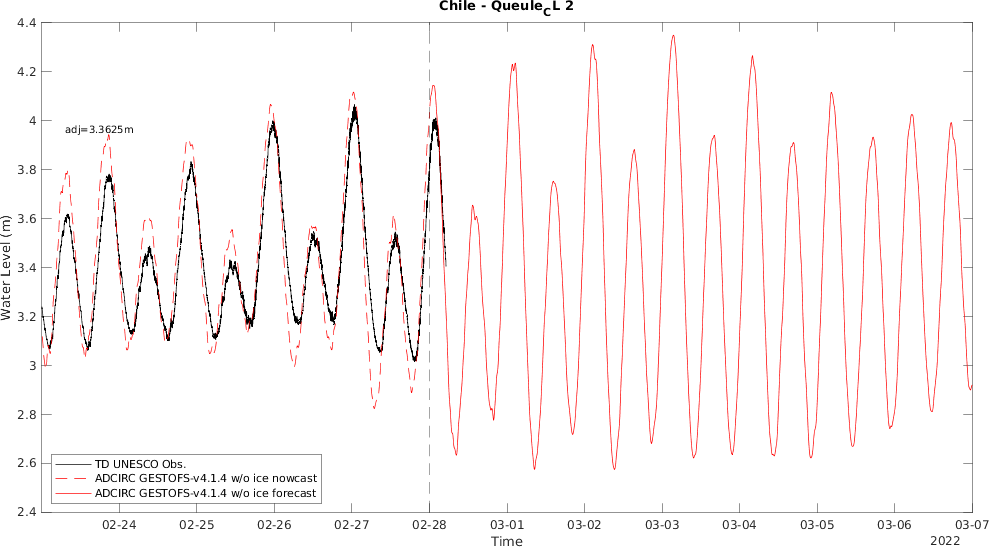 Chile - Queule_CL 2
4.4
4.2
4
3.8
3.6
3.4
3.2
3
2.8
2.6
2.4
Water Level (m)
adj=3.3625m
TD UNESCO Obs.
ADCIRC GESTOFS-v4.1.4 w/o ice nowcast
ADCIRC GESTOFS-v4.1.4 w/o ice forecast
02-24 02-25 02-26 02-27 02-28 03-01 03-02 03-03 03-04 03-05 03-06 03-07
Time
2022